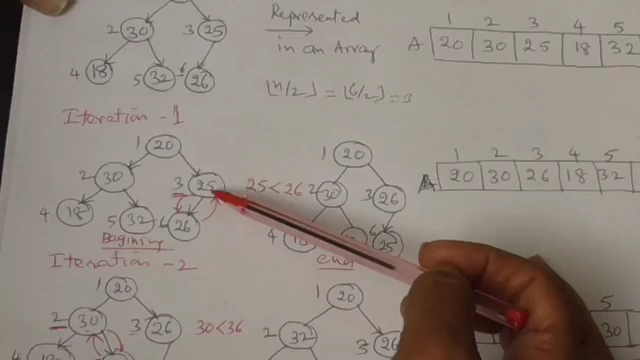 Represented
in an Array
2 30 3 25
4 18 5 32 6 26
1 2 3 4 5
A 20 30 25 18 32
⌊n/2⌋ = ⌊6/2⌋ = 3
Iteration - 1
1 20
2 30 3 25
4 18 5 32 6 26
Begining
25 < 26
1 20
2 30 3 26
4 25
end
1 2 3 4 5
A 20 30 26 18 32
Iteration - 2
1 20
2 30 3 26
30 < 36
1 20
2 32 3 26
5
30